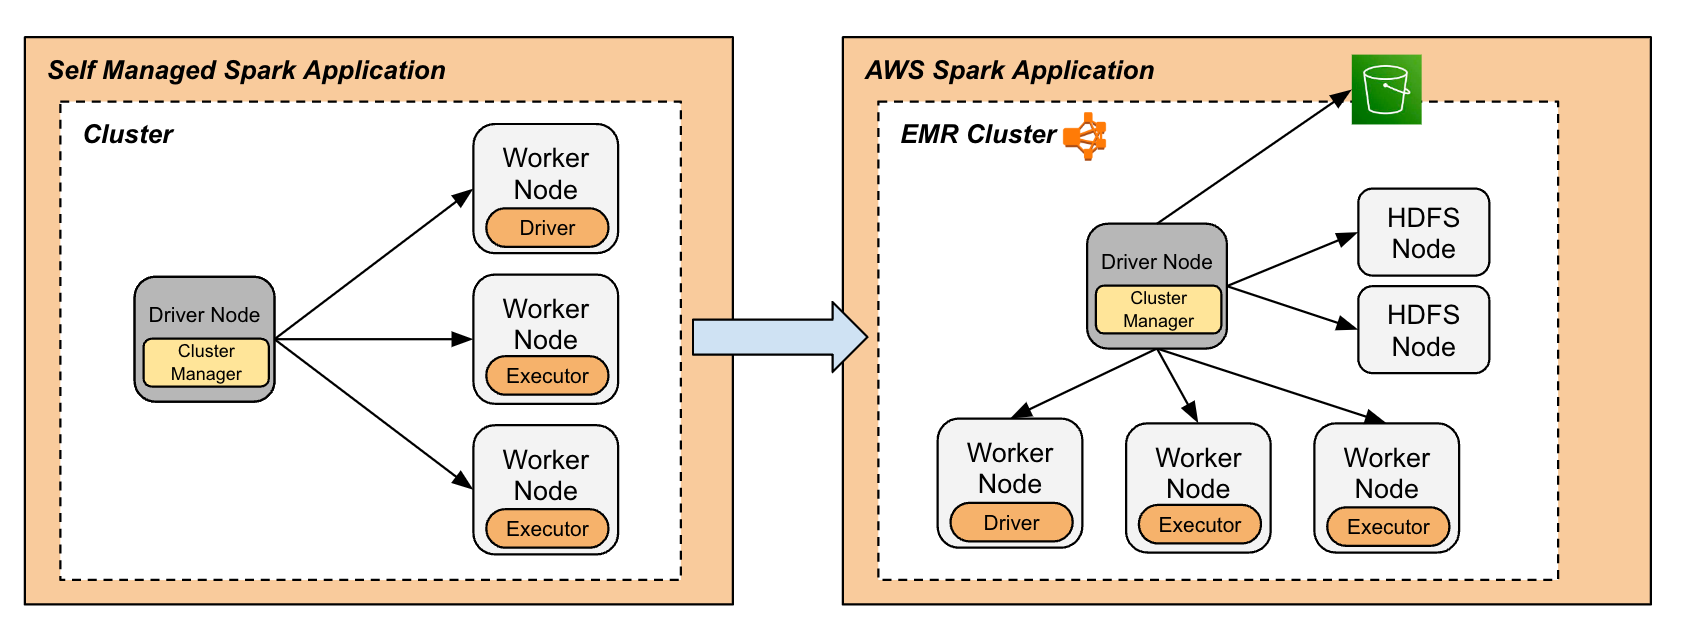 Self Managed Spark Application
Cluster
Worker
Node
Driver
Driver Node
Cluster
Manager
Worker
Node
Executor
Worker
Node
Executor
AWS Spark Application
EMR Cluster
HDFS
Node
Driver Node
Cluster
Manager
HDFS
Node
Worker
Node
Driver
Worker
Node
Executor
Worker
Node
Executor